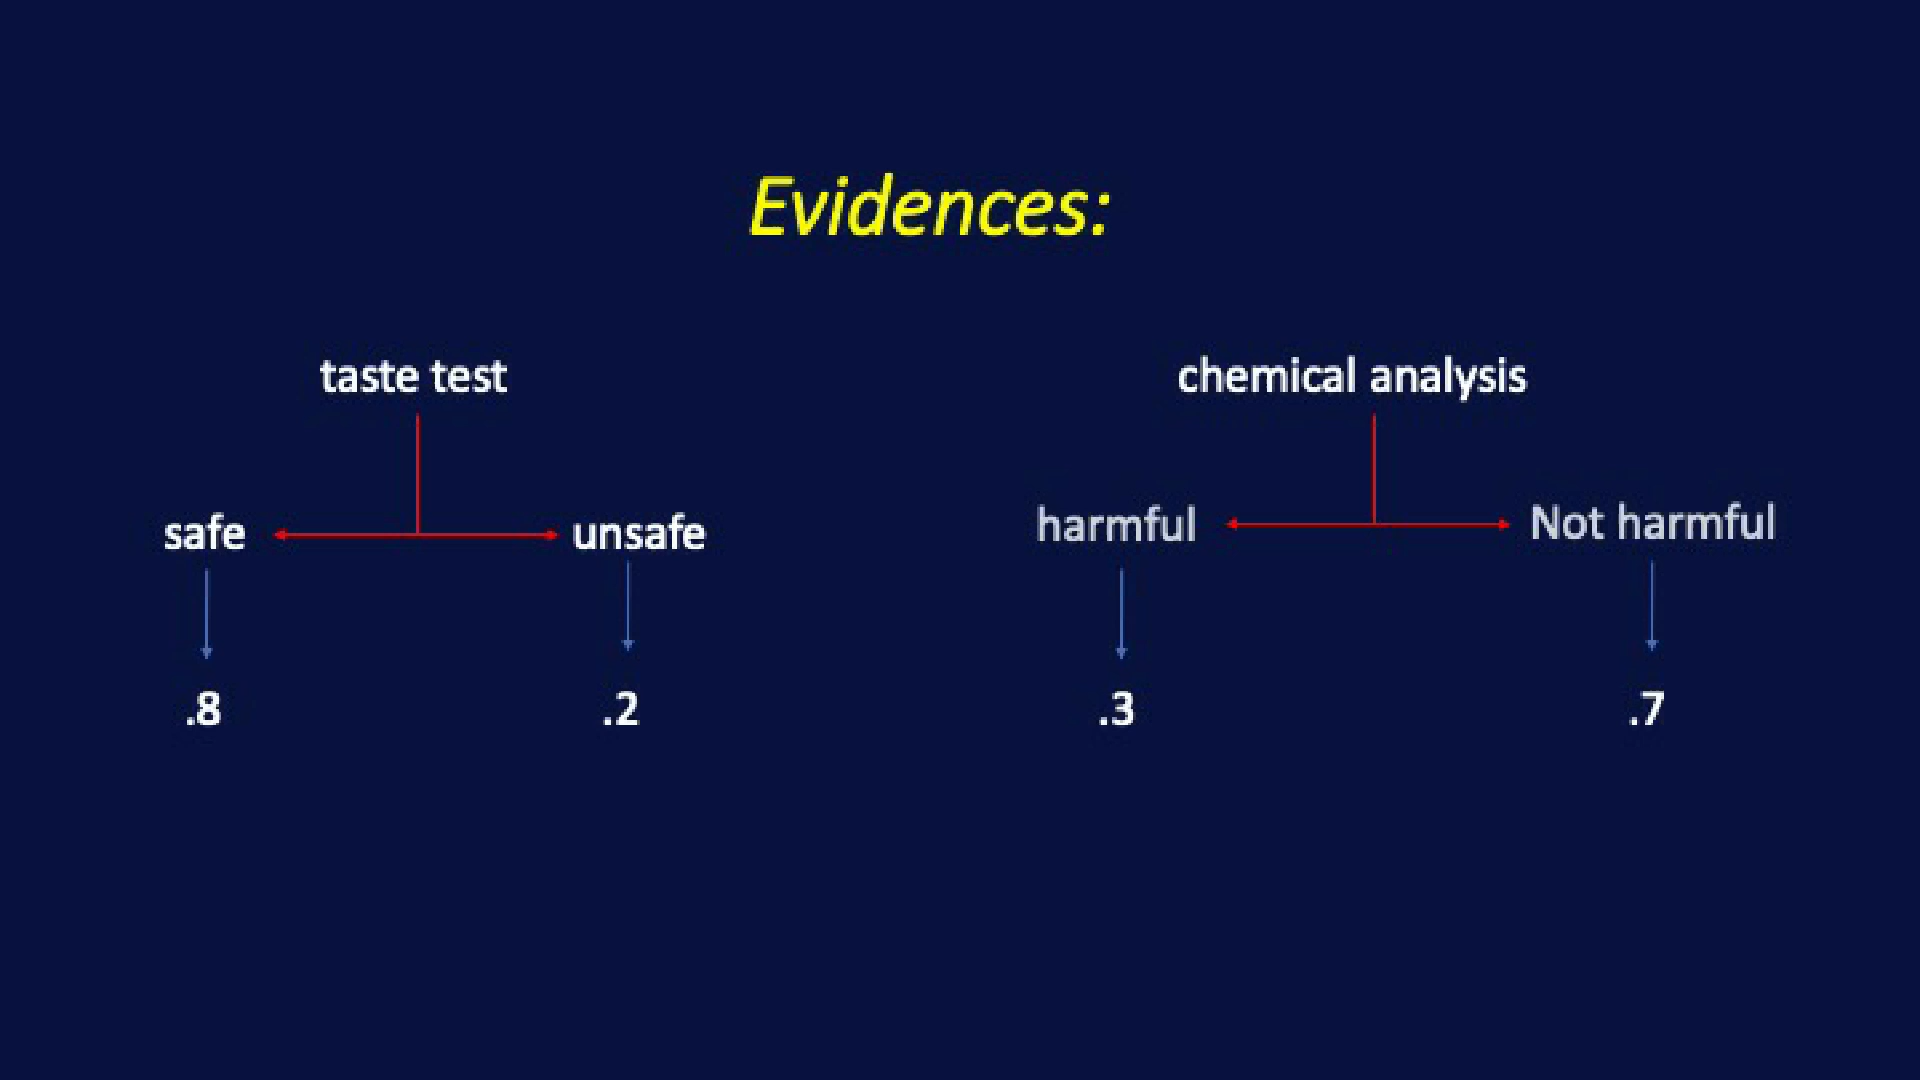 Evidences:
taste test
chemical analysis
safe
unsafe
harmful
Not harmful
.8
.2
.3
.7